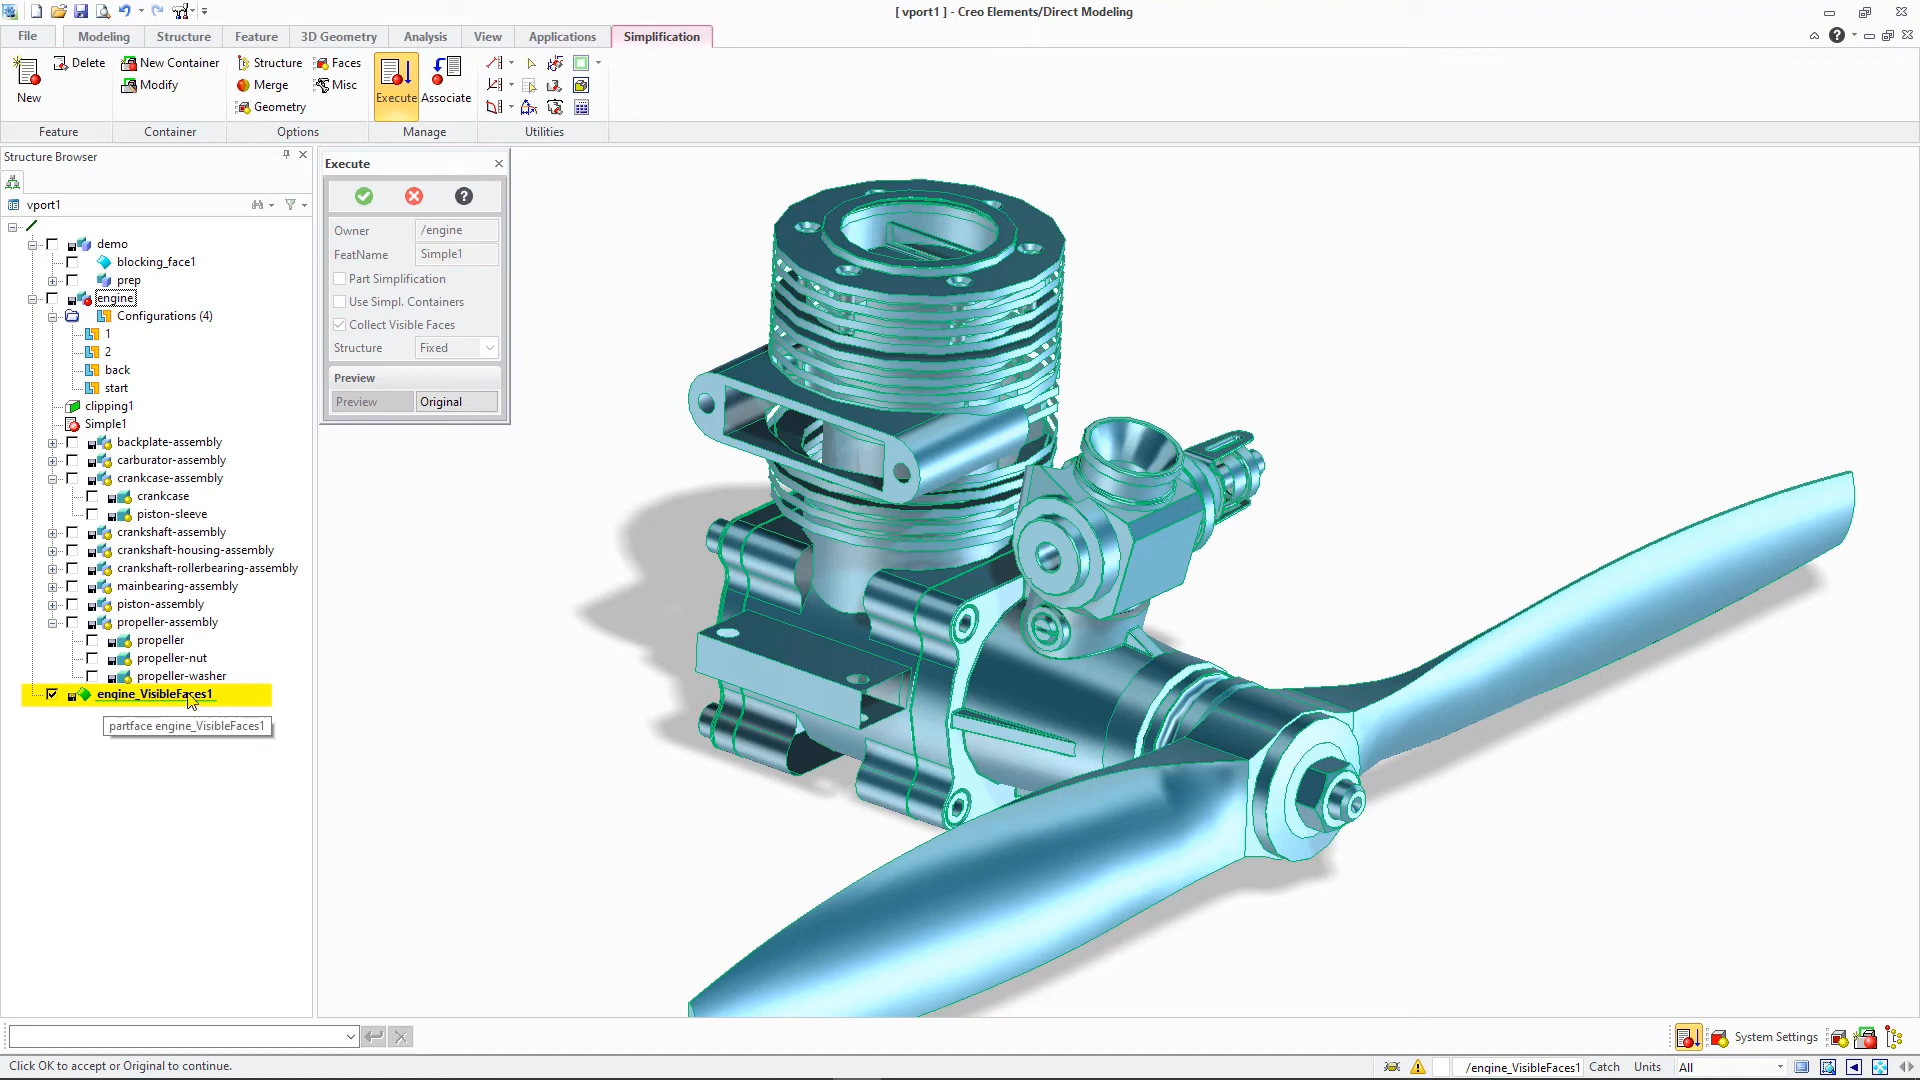 [ vport1 ] - Creo Elements/Direct Modeling
File
Modeling
Structure
Feature
3D Geometry
Analysis
View
Applications
Simplification
New
Delete
New Container
Modify
Structure
Merge
Geometry
Faces
Misc
Execute
Associate
Feature
Container
Options
Manage
Utilities
Structure Browser
vport1
demo
blocking_face1
prep
engine
Configurations (4)
1
2
back
start
clipping1
Simple1
backplate-assembly
carburator-assembly
crankcase-assembly
crankcase
piston-sleeve
crankshaft-assembly
crankshaft-housing-assembly
crankshaft-rollerbearing-assembly
mainbearing-assembly
piston-assembly
propeller-assembly
propeller
propeller-nut
propeller-washer
engine_VisibleFaces1
partface engine_VisibleFaces1
Execute
Owner /engine
FeatName Simple1
Part Simplification
Use Simpl. Containers
Collect Visible Faces
Structure Fixed
Preview
Preview Original
System Settings
Click OK to accept or Original to continue.
/engine_VisibleFaces1 Catch Units All